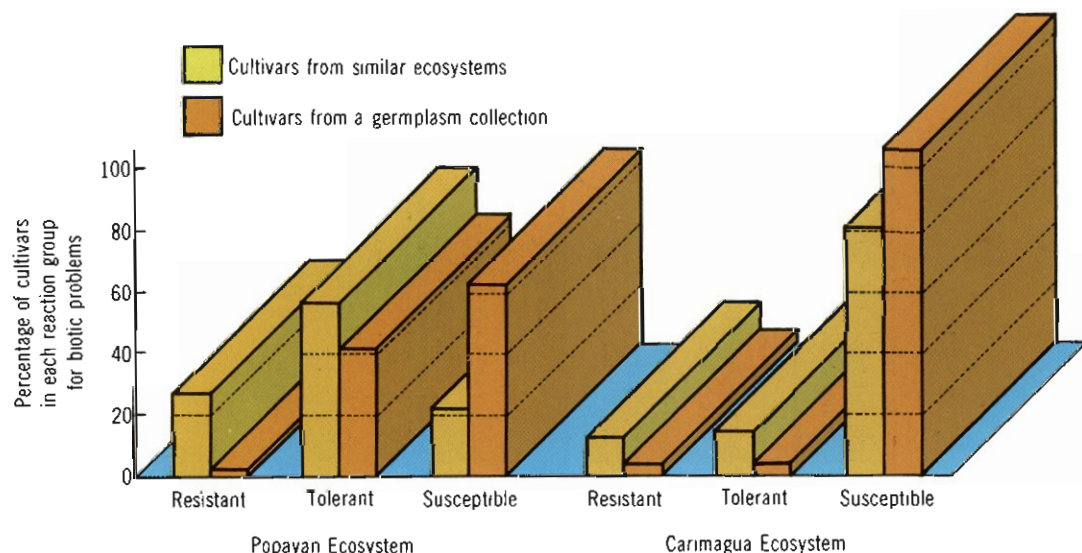 Cultivars from similar ecosystems
Cultivars from a germplasm collection
Percentage of cultivars
in each reaction group
for biotic problems
100
80
60
40
20
0
Resistant Tolerant Susceptible Resistant Tolerant Susceptible
Popayan Ecosystem Carimagua Ecosystem